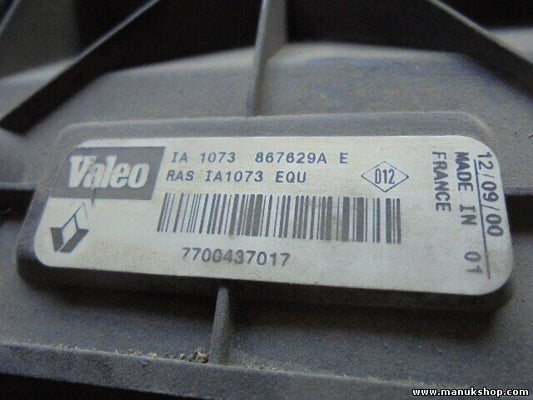 Valeo
IA 1073 867629A E
RAS IA1073 EQU
D12
7700437017
12/09/00
MADE IN 01
FRANCE
www.manukshop.com